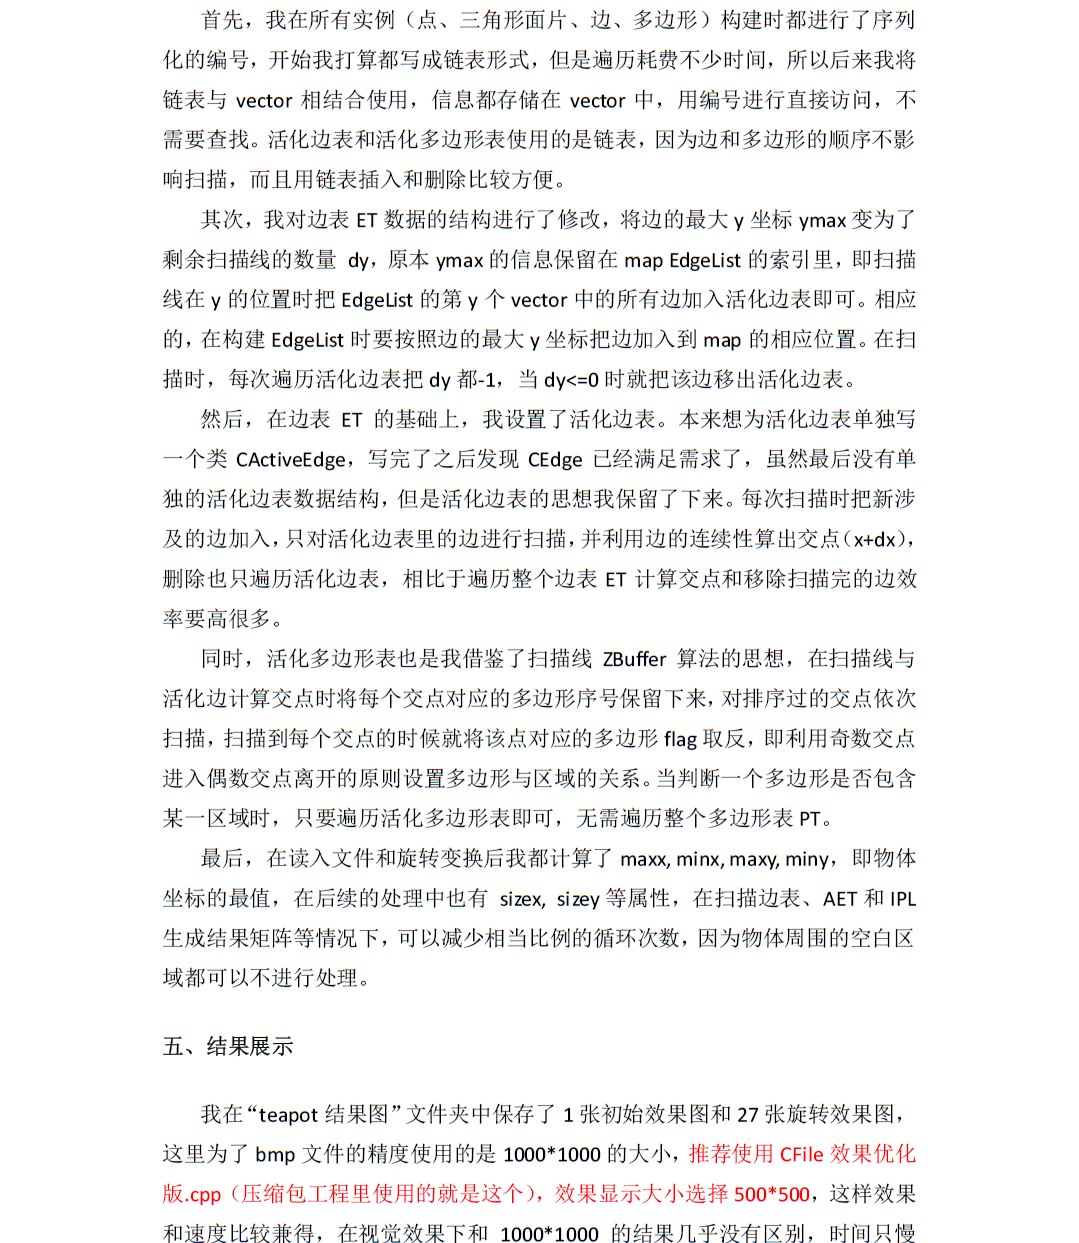 首先，我在所有实例（点、三角形面片、边、多边形）构建时都进行了序列
化的编号，开始我打算都写成链表形式，但是遍历耗费不少时间，所以后来我将
链表与 vector 相结合使用，信息都存储在 vector 中，用编号进行直接访问，不
需要查找。活化边表和活化多边形表使用的是链表，因为边和多边形的顺序不影
响扫描，而且用链表插入和删除比较方便。
其次，我对边表 ET 数据的结构进行了修改，将边的最大 y 坐标 ymax 变为了
剩余扫描线的数量 dy，原本 ymax 的信息保留在 map EdgeList 的索引里，即扫描
线在 y 的位置时把 EdgeList 的第 y 个 vector 中的所有边加入活化边表即可。相应
的，在构建 EdgeList 时要按照边的最大 y 坐标把边加入到 map 的相应位置。在扫
描时，每次遍历活化边表把 dy 都-1，当 dy<=0 时就把该边移出活化边表。
然后，在边表 ET 的基础上，我设置了活化边表。本来想为活化边表单独写
一个类 CActiveEdge，写完了之后发现 CEdge 已经满足需求了，虽然最后没有单
独的活化边表数据结构，但是活化边表的思想我保留了下来。每次扫描时把新涉
及的边加入，只对活化边表里的边进行扫描，并利用边的连续性算出交点（x+dx），
删除也只遍历活化边表，相比于遍历整个边表 ET 计算交点和移除扫描完的边效
率要高很多。
同时，活化多边形表也是我借鉴了扫描线 ZBuffer 算法的思想，在扫描线与
活化边计算交点时将每个交点对应的多边形序号保留下来，对排序过的交点依次
扫描，扫描到每个交点的时候就将该点对应的多边形 flag 取反，即利用奇数交点
进入偶数交点离开的原则设置多边形与区域的关系。当判断一个多边形是否包含
某一区域时，只要遍历活化多边形表即可，无需遍历整个多边形表 PT。
最后，在读入文件和旋转变换后我都计算了 maxx, minx, maxy, miny，即物体
坐标的最值，在后续的处理中也有 sizex, sizey 等属性，在扫描边表、AET 和 IPL
生成结果矩阵等情况下，可以减少相当比例的循环次数，因为物体周围的空白区
域都可以不进行处理。
五、结果展示
我在“teapot 结果图”文件夹中保存了 1 张初始效果图和 27 张旋转效果图，
这里为了 bmp 文件的精度使用的是 1000*1000 的大小，推荐使用 CFile 效果优化
版.cpp（压缩包工程里使用的就是这个），效果显示大小选择 500*500，这样效果
和速度比较兼得，在视觉效果下和 1000*1000 的结果几乎没有区别，时间只慢